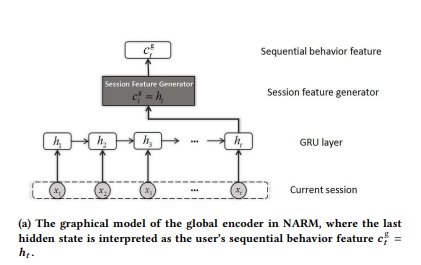 c_t^g Sequential behavior feature
Session Feature Generator
c_t^g = h_t Session feature generator
h_1 h_2 h_3 ... h_t GRU layer
x_1 x_2 x_3 ... x_t Current session
(a) The graphical model of the global encoder in NARM, where the last
hidden state is interpreted as the user's sequential behavior feature c_t^g =
h_t.